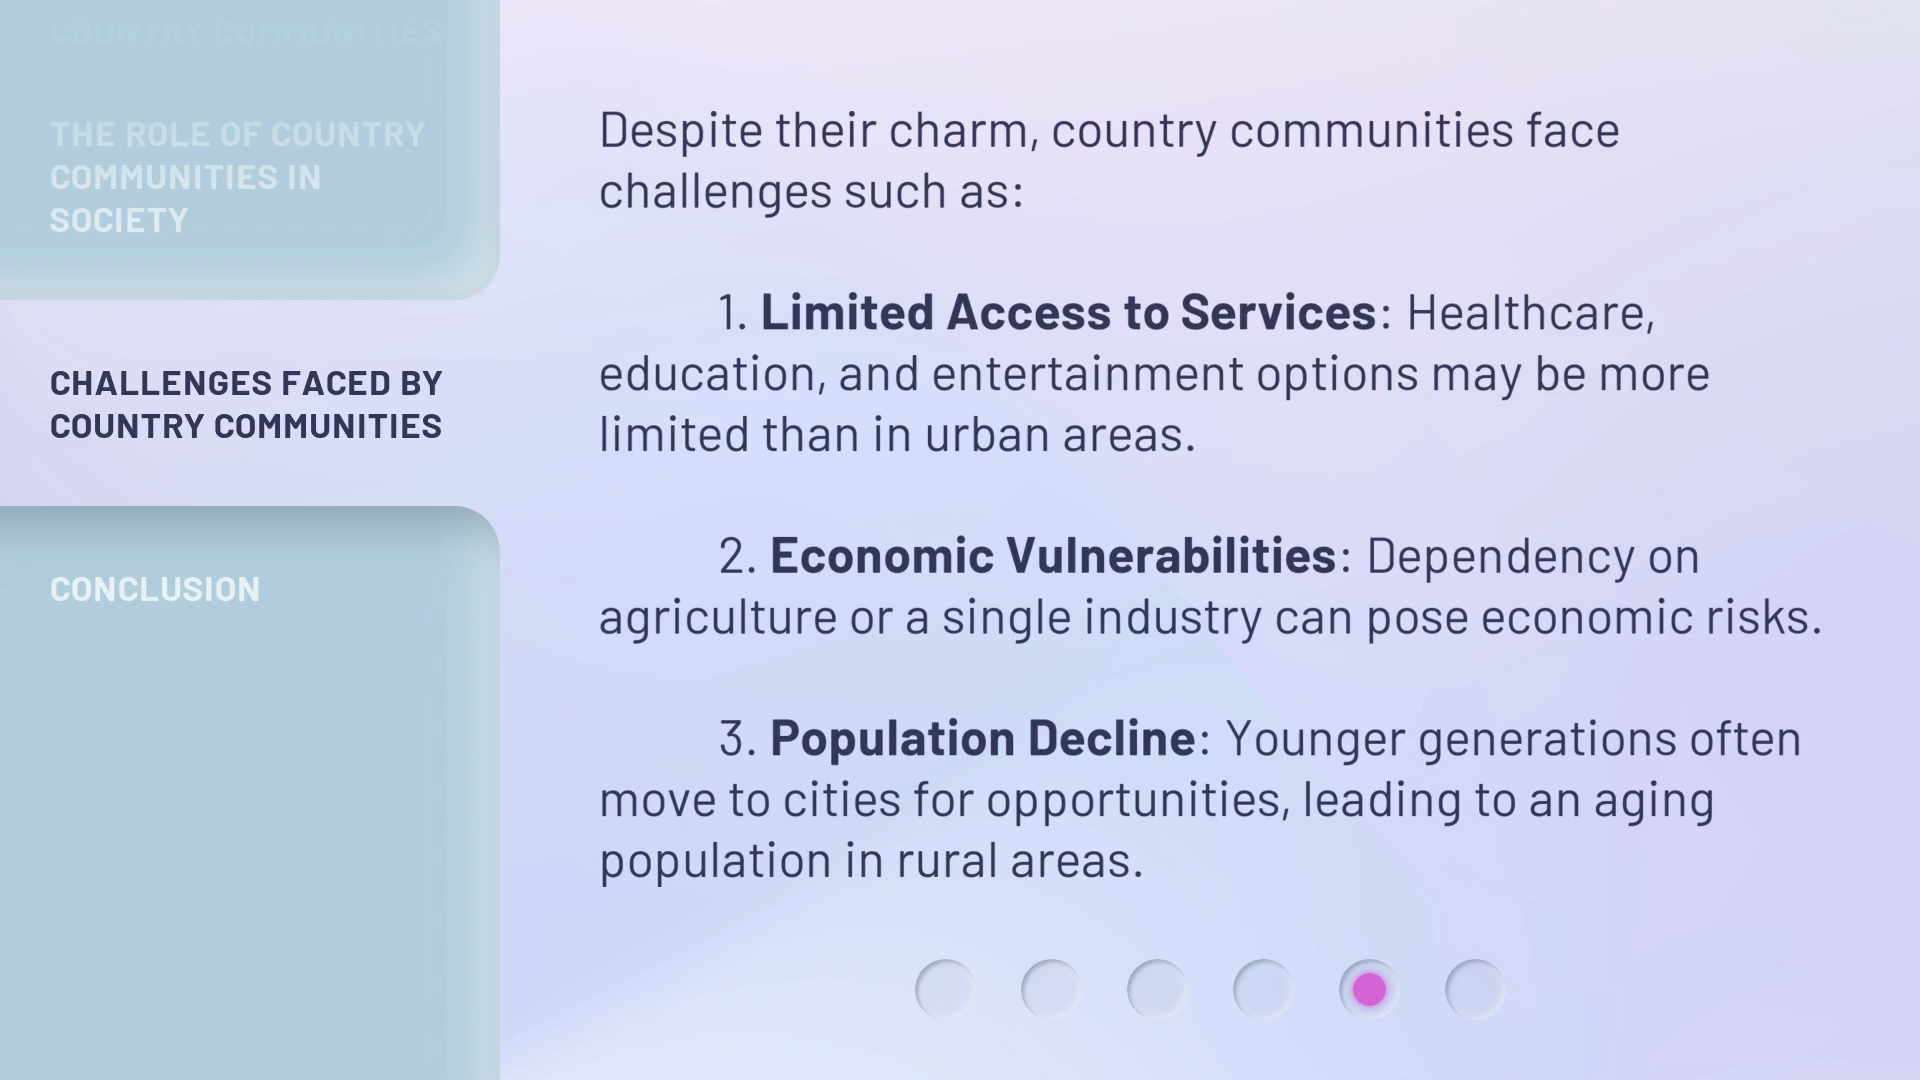 COUNTRY COMMUNITIES
THE ROLE OF COUNTRY
COMMUNITIES IN
SOCIETY
CHALLENGES FACED BY
COUNTRY COMMUNITIES
CONCLUSION
Despite their charm, country communities face
challenges such as:
1. Limited Access to Services: Healthcare,
education, and entertainment options may be more
limited than in urban areas.
2. Economic Vulnerabilities: Dependency on
agriculture or a single industry can pose economic risks.
3. Population Decline: Younger generations often
move to cities for opportunities, leading to an aging
population in rural areas.